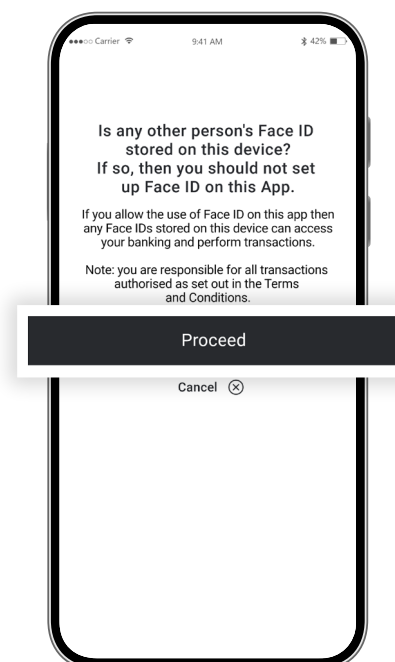 Carrier 9:41 AM 42%
Is any other person's Face ID
stored on this device?
If so, then you should not set
up Face ID on this App.
If you allow the use of Face ID on this app then
any Face IDs stored on this device can access
your banking and perform transactions.
Note: you are responsible for all transactions
authorised as set out in the Terms
and Conditions.
Proceed
Cancel